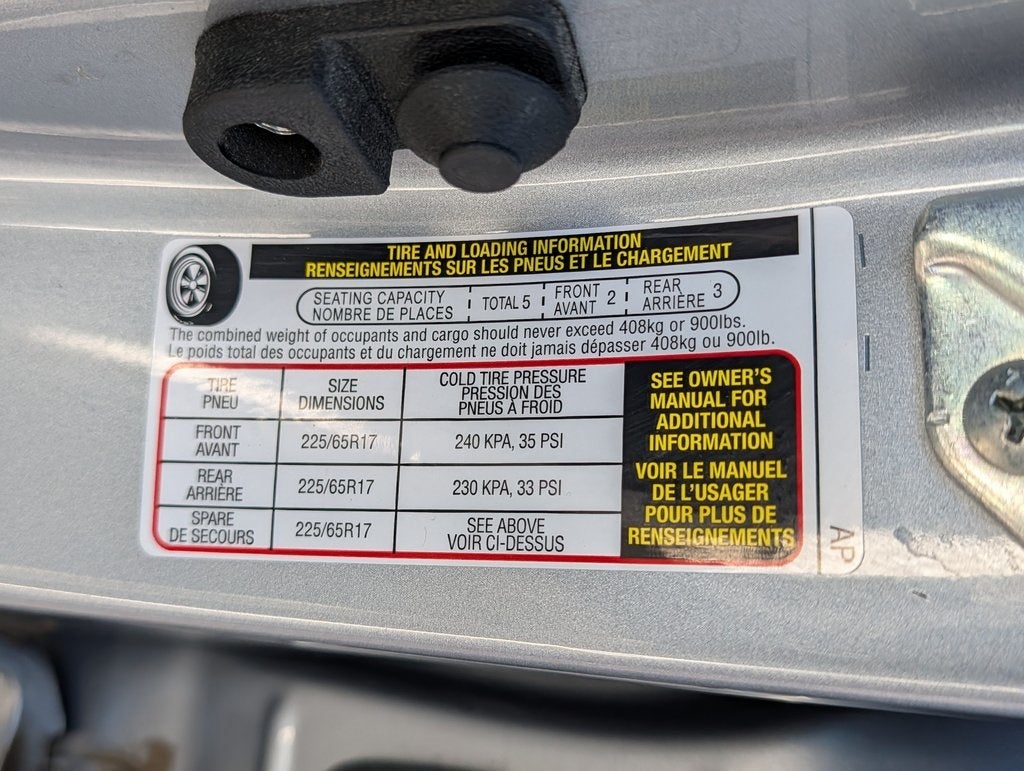 TIRE AND LOADING INFORMATION
RENSEIGNEMENTS SUR LES PNEUS ET LE CHARGEMENT
SEATING CAPACITY TOTAL 5 FRONT 2 REAR 3
NOMBRE DE PLACES AVANT ARRIÈRE
The combined weight of occupants and cargo should never exceed 408kg or 900lbs.
Le poids total des occupants et du chargement ne doit jamais dépasser 408kg ou 900lb.
TIRE SIZE COLD TIRE PRESSURE
PNEU DIMENSIONS PRESSION DES
PNEUS À FROID
FRONT
AVANT 225/65R17 240 KPA, 35 PSI
REAR
ARRIÈRE 225/65R17 230 KPA, 33 PSI
SPARE 225/65R17 SEE ABOVE
DE SECOURS VOIR CI-DESSUS
SEE OWNER'S
MANUAL FOR
ADDITIONAL
INFORMATION
VOIR LE MANUEL
DE L'USAGER
POUR PLUS DE
RENSEIGNEMENTS
AP